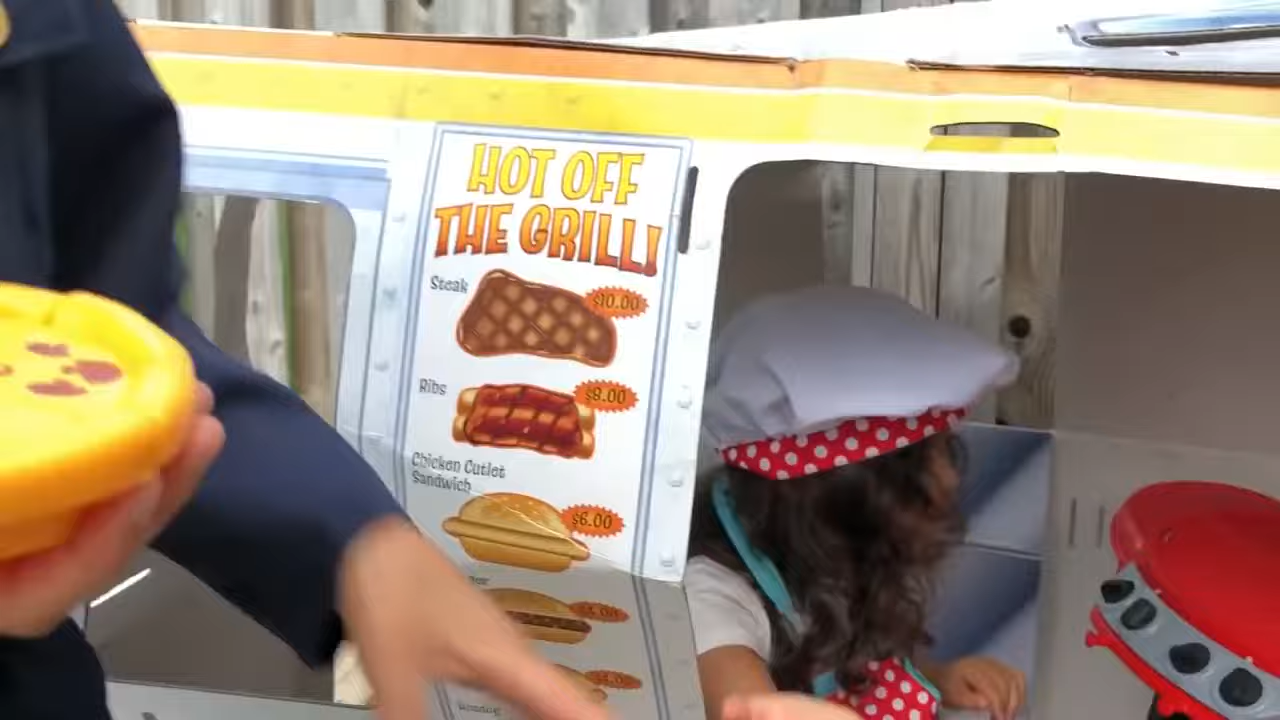 HOT OFF
THE GRILL!
Steak
$10.00
Ribs
$8.00
Chicken Cutlet
Sandwich
$6.00